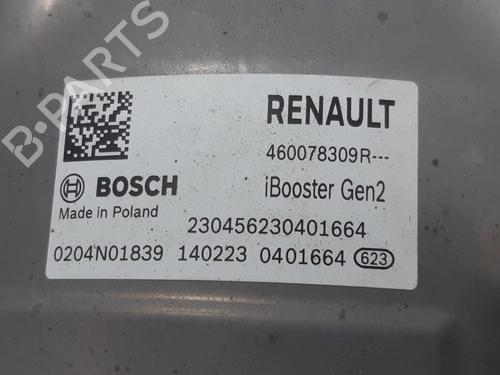 B-PARTS
RENAULT
460078309R---
BOSCH
iBooster Gen2
Made in Poland
230456230401664
0204N01839 140223 0401664 623